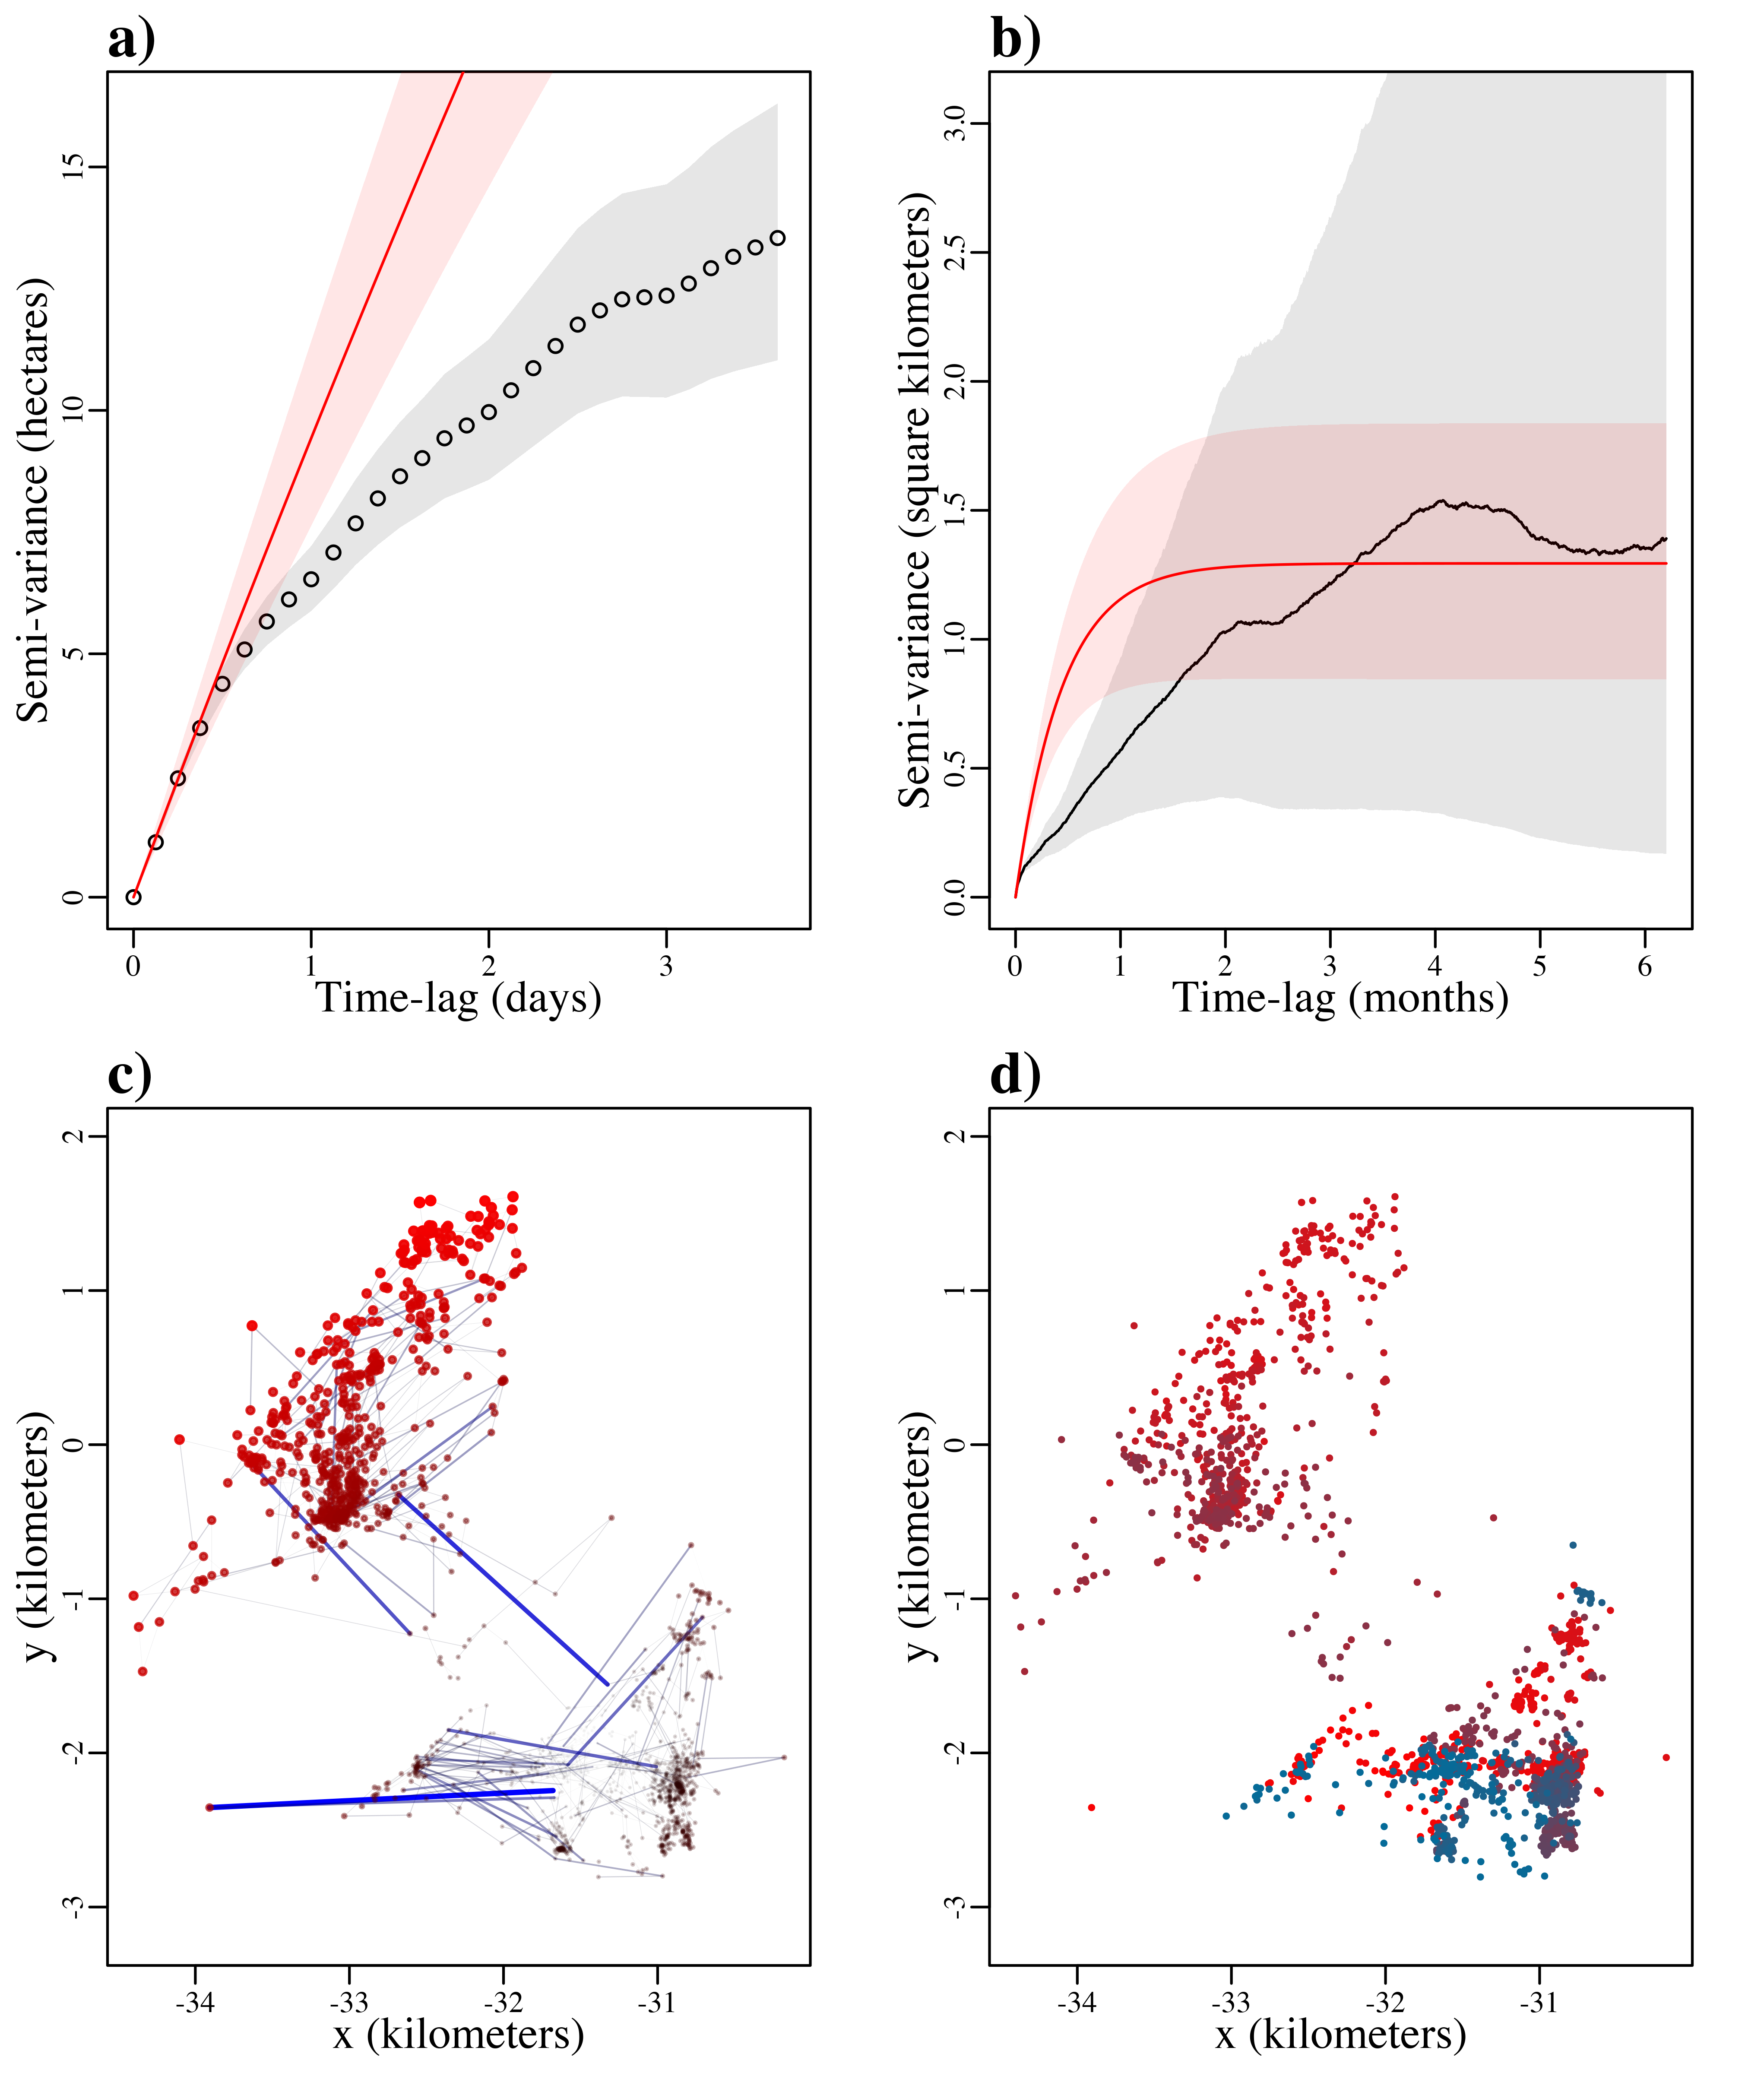 a)
Semi-variance (hectares)
15
10
5
0
0 1 2 3
Time-lag (days)
b)
Semi-variance (square kilometers)
3.0
2.5
2.0
1.5
1.0
0.5
0.0
0 1 2 3 4 5 6
Time-lag (months)
c)
y (kilometers)
2
1
0
-1
-2
-3
-34 -33 -32 -31
x (kilometers)
d)
y (kilometers)
2
1
0
-1
-2
-3
-34 -33 -32 -31
x (kilometers)